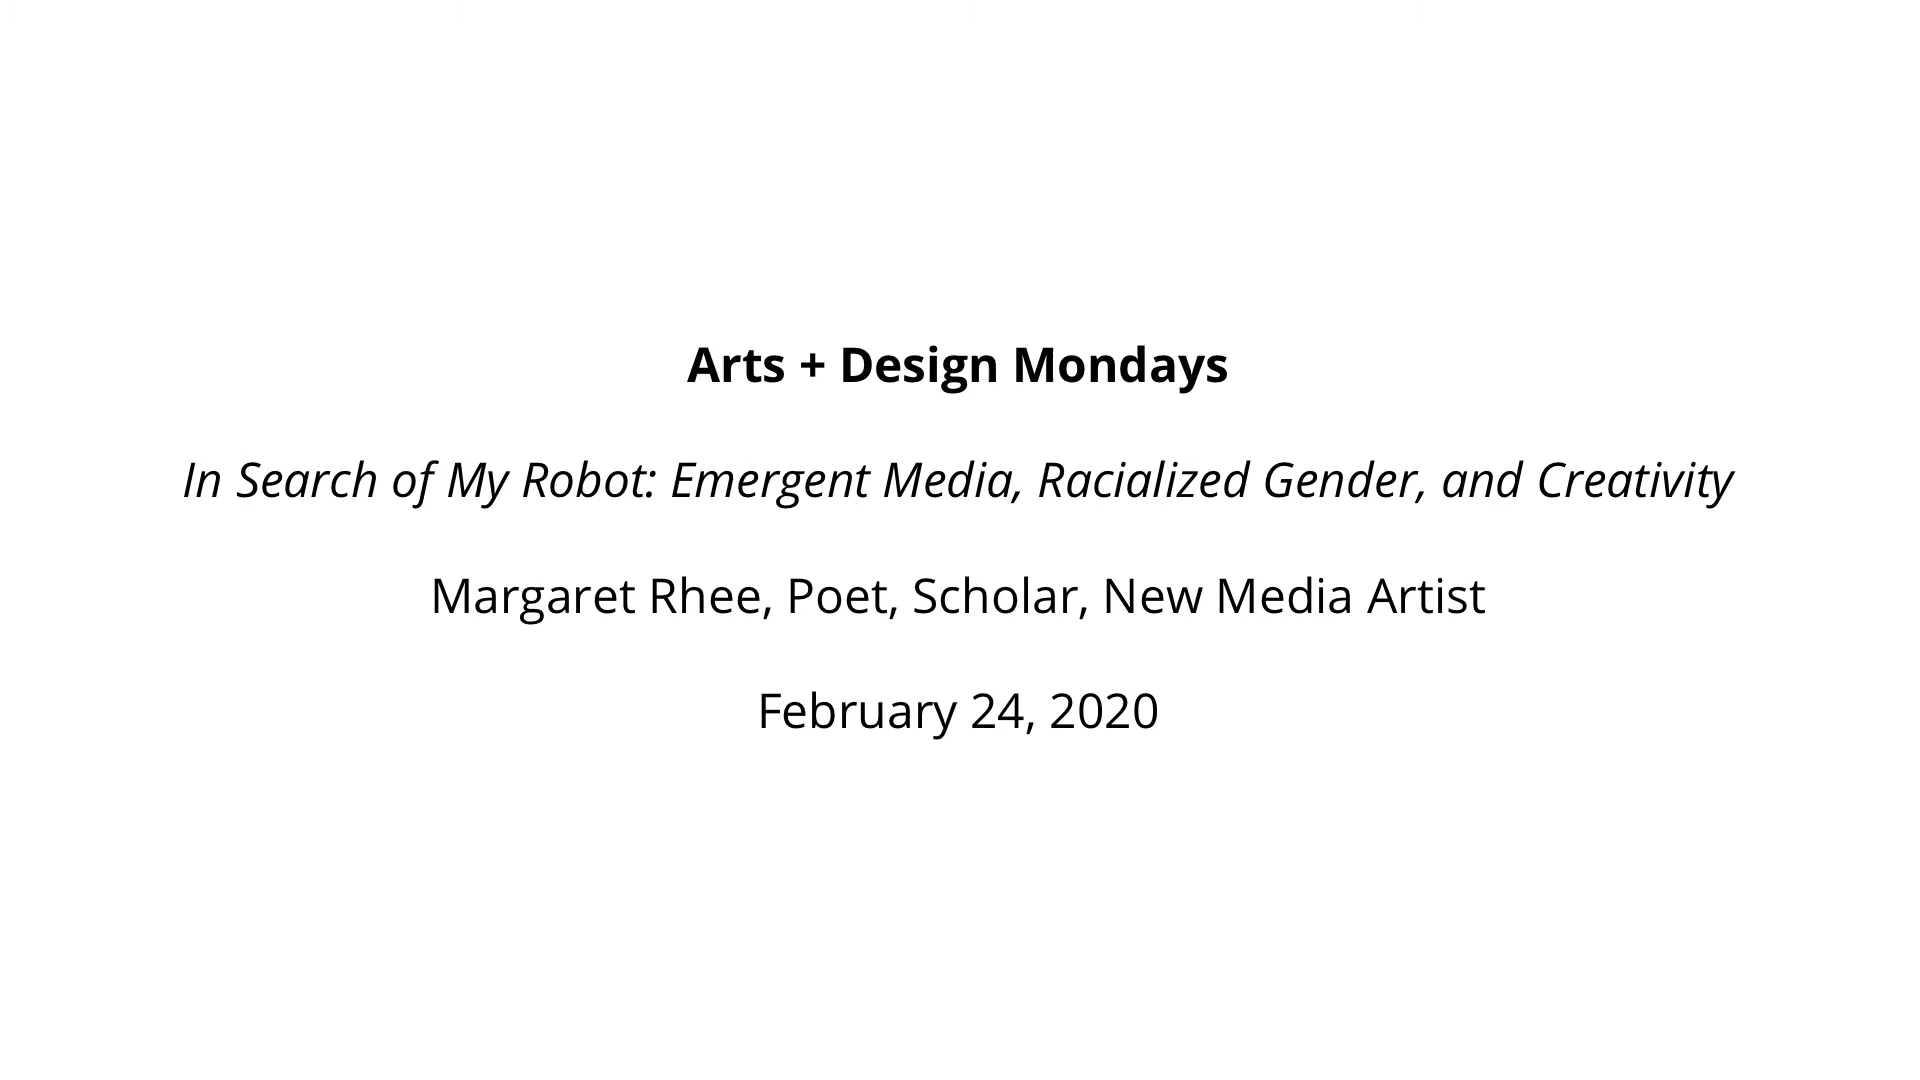 Arts + Design Mondays
In Search of My Robot: Emergent Media, Racialized Gender, and Creativity
Margaret Rhee, Poet, Scholar, New Media Artist
February 24, 2020